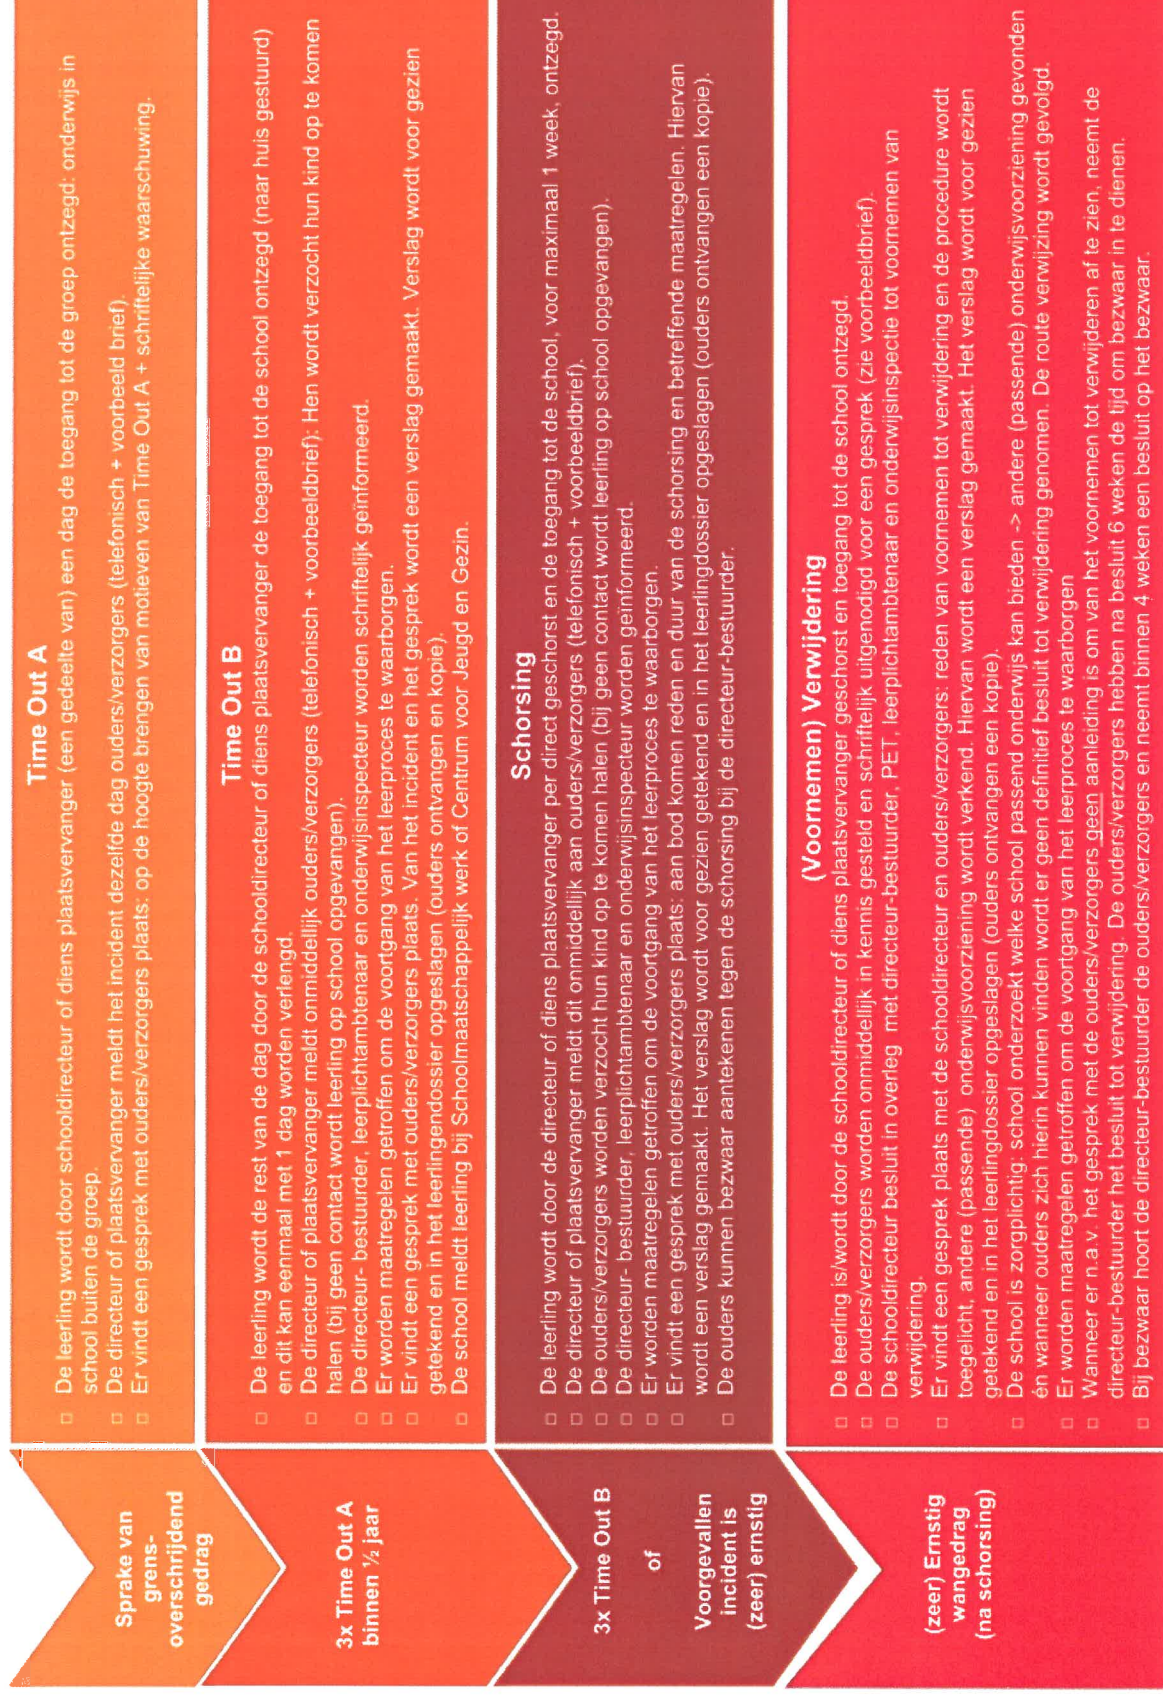 Sprake van
grens-
overschrijdend
gedrag
Time Out A
□ De leerling wordt door schooldirecteur of diens plaatsvervanger (een gedeelte van) een dag de toegang tot de groep ontzegd: onderwijs in
school buiten de groep.
□ De directeur of plaatsvervanger meldt het incident dezelfde dag ouders/verzorgers (telefonisch + voorbeeld brief).
□ Er vindt een gesprek met ouders/verzorgers plaats: op de hoogte brengen van motieven van Time Out A + schriftelijke waarschuwing.
3x Time Out A
binnen ½ jaar
Time Out B
□ De leerling wordt de rest van de dag door de schooldirecteur of diens plaatsvervanger de toegang tot de school ontzegd (naar huis gestuurd)
en dit kan eenmaal met 1 dag worden verlengd.
□ De directeur of plaatsvervanger meldt onmiddellijk ouders/verzorgers (telefonisch + voorbeeldbrief): Hen wordt verzocht hun kind op te komen
halen (bij geen contact wordt leerling op school opgevangen).
□ De directeur- bestuurder, leerplichtambtenaar en onderwijsinspecteur worden schriftelijk geïnformeerd.
□ Er worden maatregelen getroffen om de voortgang van het leerproces te waarborgen.
□ Er vindt een gesprek met ouders/verzorgers plaats. Van het incident en het gesprek wordt een verslag gemaakt. Verslag wordt voor gezien
getekend en in het leerlingendossier opgeslagen (ouders ontvangen en kopie).
□ De school meldt leerling bij Schoolmaatschappelijk werk of Centrum voor Jeugd en Gezin.
3x Time Out B
of
Voorgevallen
incident is
(zeer) ernstig
Schorsing
□ De leerling wordt door de directeur of diens plaatsvervanger per direct geschorst en de toegang tot de school, voor maximaal 1 week, ontzegd.
□ De directeur of plaatsvervanger meldt dit onmiddellijk aan ouders/verzorgers (telefonisch + voorbeeldbrief).
□ De ouders/verzorgers worden verzocht hun kind op te komen halen (bij geen contact wordt leerling op school opgevangen).
□ De directeur- bestuurder, leerplichtambtenaar en onderwijsinspecteur worden geïnformeerd.
□ Er worden maatregelen getroffen om de voortgang van het leerproces te waarborgen.
□ Er vindt een gesprek met ouders/verzorgers plaats: aan bod komen reden en duur van de schorsing en betreffende maatregelen. Hiervan
wordt een verslag gemaakt. Het verslag wordt voor gezien getekend en in het leerlingdossier opgeslagen (ouders ontvangen een kopie).
□ De ouders kunnen bezwaar aantekenen tegen de schorsing bij de directeur-bestuurder.
(zeer) Ernstig
wangedrag
(na schorsing)
(Voornemen) Verwijdering
□ De leerling is/wordt door de schooldirecteur of diens plaatsvervanger geschorst en toegang tot de school ontzegd.
□ De ouders/verzorgers worden onmiddellijk in kennis gesteld en schriftelijk uitgenodigd voor een gesprek (zie voorbeeldbrief).
□ De schooldirecteur besluit in overleg met directeur-bestuurder, PET, leerplichtambtenaar en onderwijsinspectie tot voornemen van
verwijdering.
□ Er vindt een gesprek plaats met de schooldirecteur en ouders/verzorgers: reden van voornemen tot verwijdering en de procedure wordt
toegelicht, andere (passende) onderwijsvoorziening wordt verkend. Hiervan wordt een verslag gemaakt. Het verslag wordt voor gezien
getekend en in het leerlingdossier opgeslagen (ouders ontvangen een kopie).
□ De school is zorgplichtig: school onderzoekt welke school passend onderwijs kan bieden -> andere (passende) onderwijsvoorziening gevonden
én wanneer ouders zich hierin kunnen vinden wordt er geen definitief besluit tot verwijdering genomen. De route verwijzing wordt gevolgd.
□ Er worden maatregelen getroffen om de voortgang van het leerproces te waarborgen
□ Wanneer er n.a.v. het gesprek met de ouders/verzorgers geen aanleiding is om van het voornemen tot verwijderen af te zien, neemt de
directeur-bestuurder het besluit tot verwijdering. De ouders/verzorgers hebben na besluit 6 weken de tijd om bezwaar in te dienen.
□ Bij bezwaar hoort de directeur-bestuurder de ouders/verzorgers en neemt binnen 4 weken een besluit op het bezwaar.